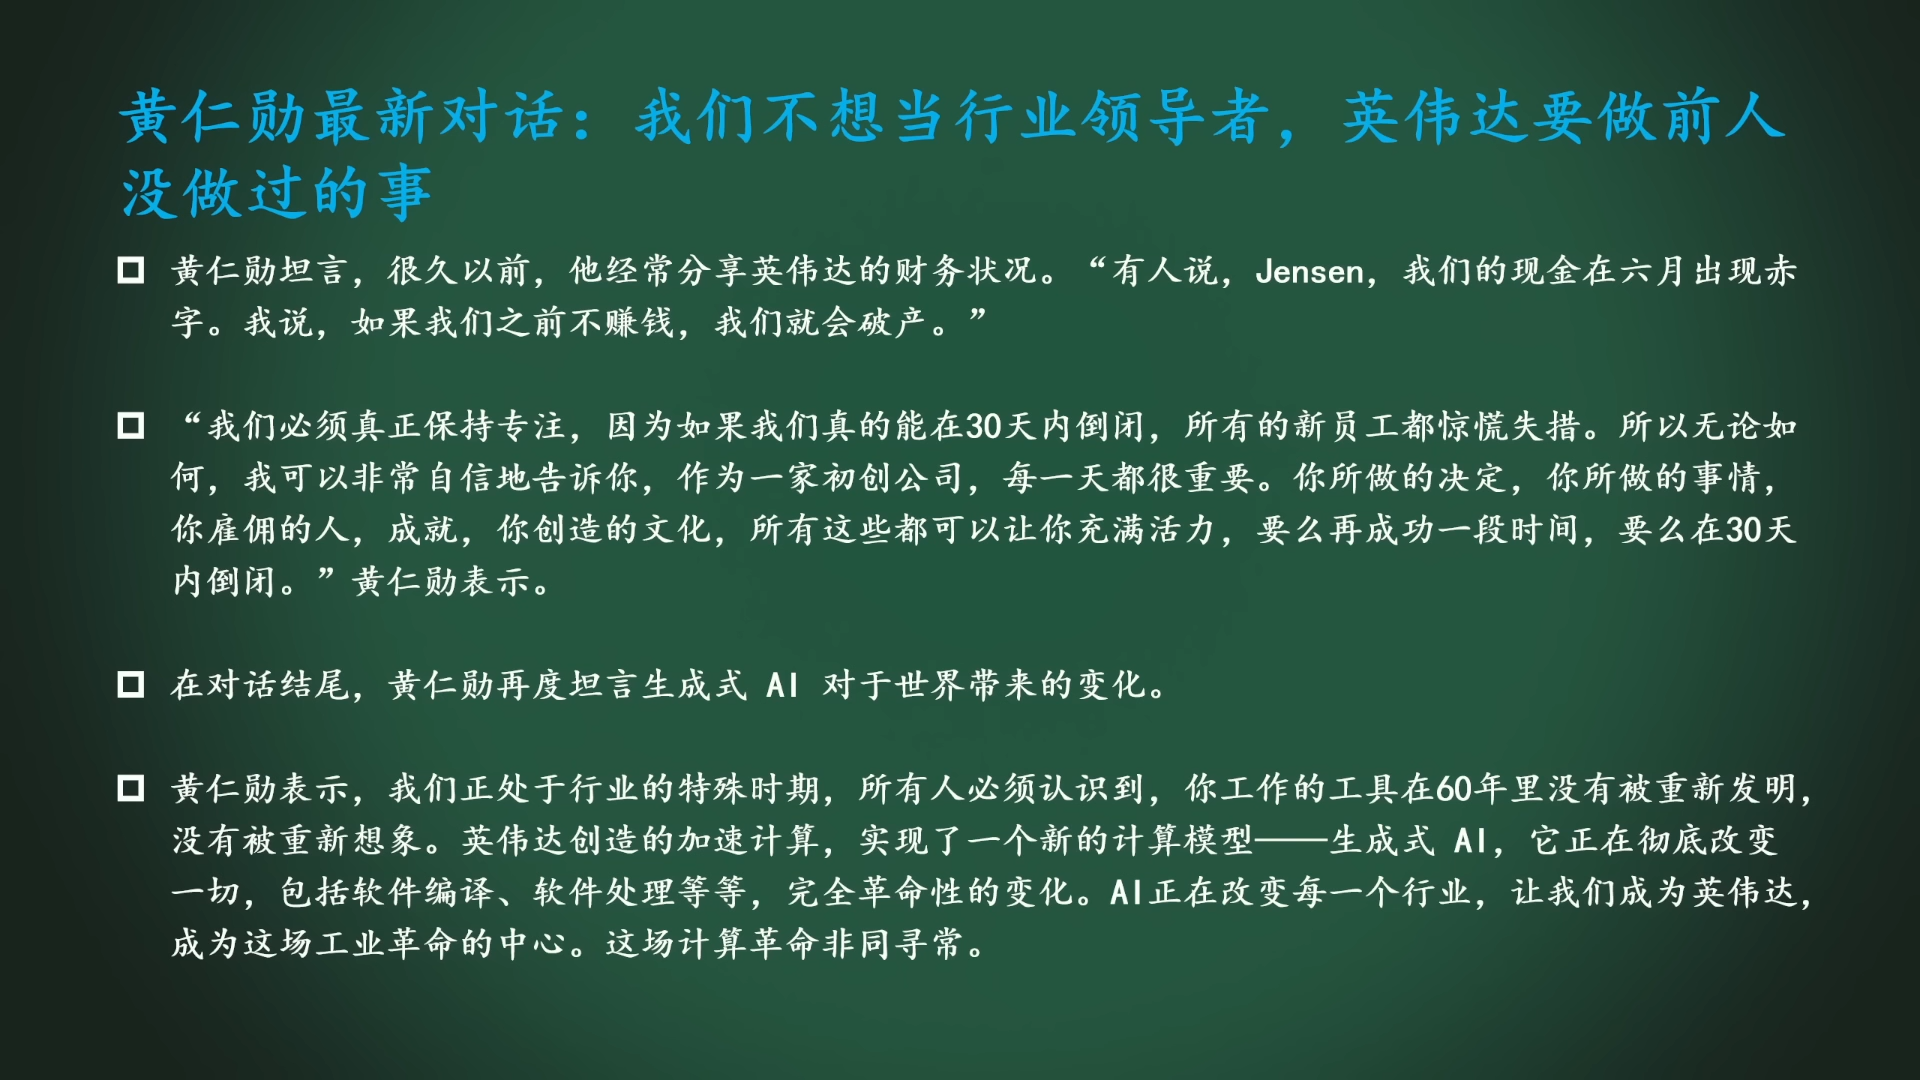 黄仁勋最新对话：我们不想当行业领导者，英伟达要做前人
没做过的事
黄仁勋坦言，很久以前，他经常分享英伟达的财务状况。“有人说，Jensen，我们的现金在六月出现赤
字。我说，如果我们之前不赚钱，我们就会破产。”
“我们必须真正保持专注，因为如果我们真的能在30天内倒闭，所有的新员工都惊慌失措。所以无论如
何，我可以非常自信地告诉你，作为一家初创公司，每一天都很重要。你所做的决定，你所做的事情，
你雇佣的人，成就，你创造的文化，所有这些都可以让你充满活力，要么再成功一段时间，要么在30天
内倒闭。”黄仁勋表示。
在对话结尾，黄仁勋再度坦言生成式 AI 对于世界带来的变化。
黄仁勋表示，我们正处于行业的特殊时期，所有人必须认识到，你工作的工具在60年里没有被重新发明，
没有被重新想象。英伟达创造的加速计算，实现了一个新的计算模型——生成式 AI，它正在彻底改变
一切，包括软件编译、软件处理等等，完全革命性的变化。AI正在改变每一个行业，让我们成为英伟达，
成为这场工业革命的中心。这场计算革命非同寻常。